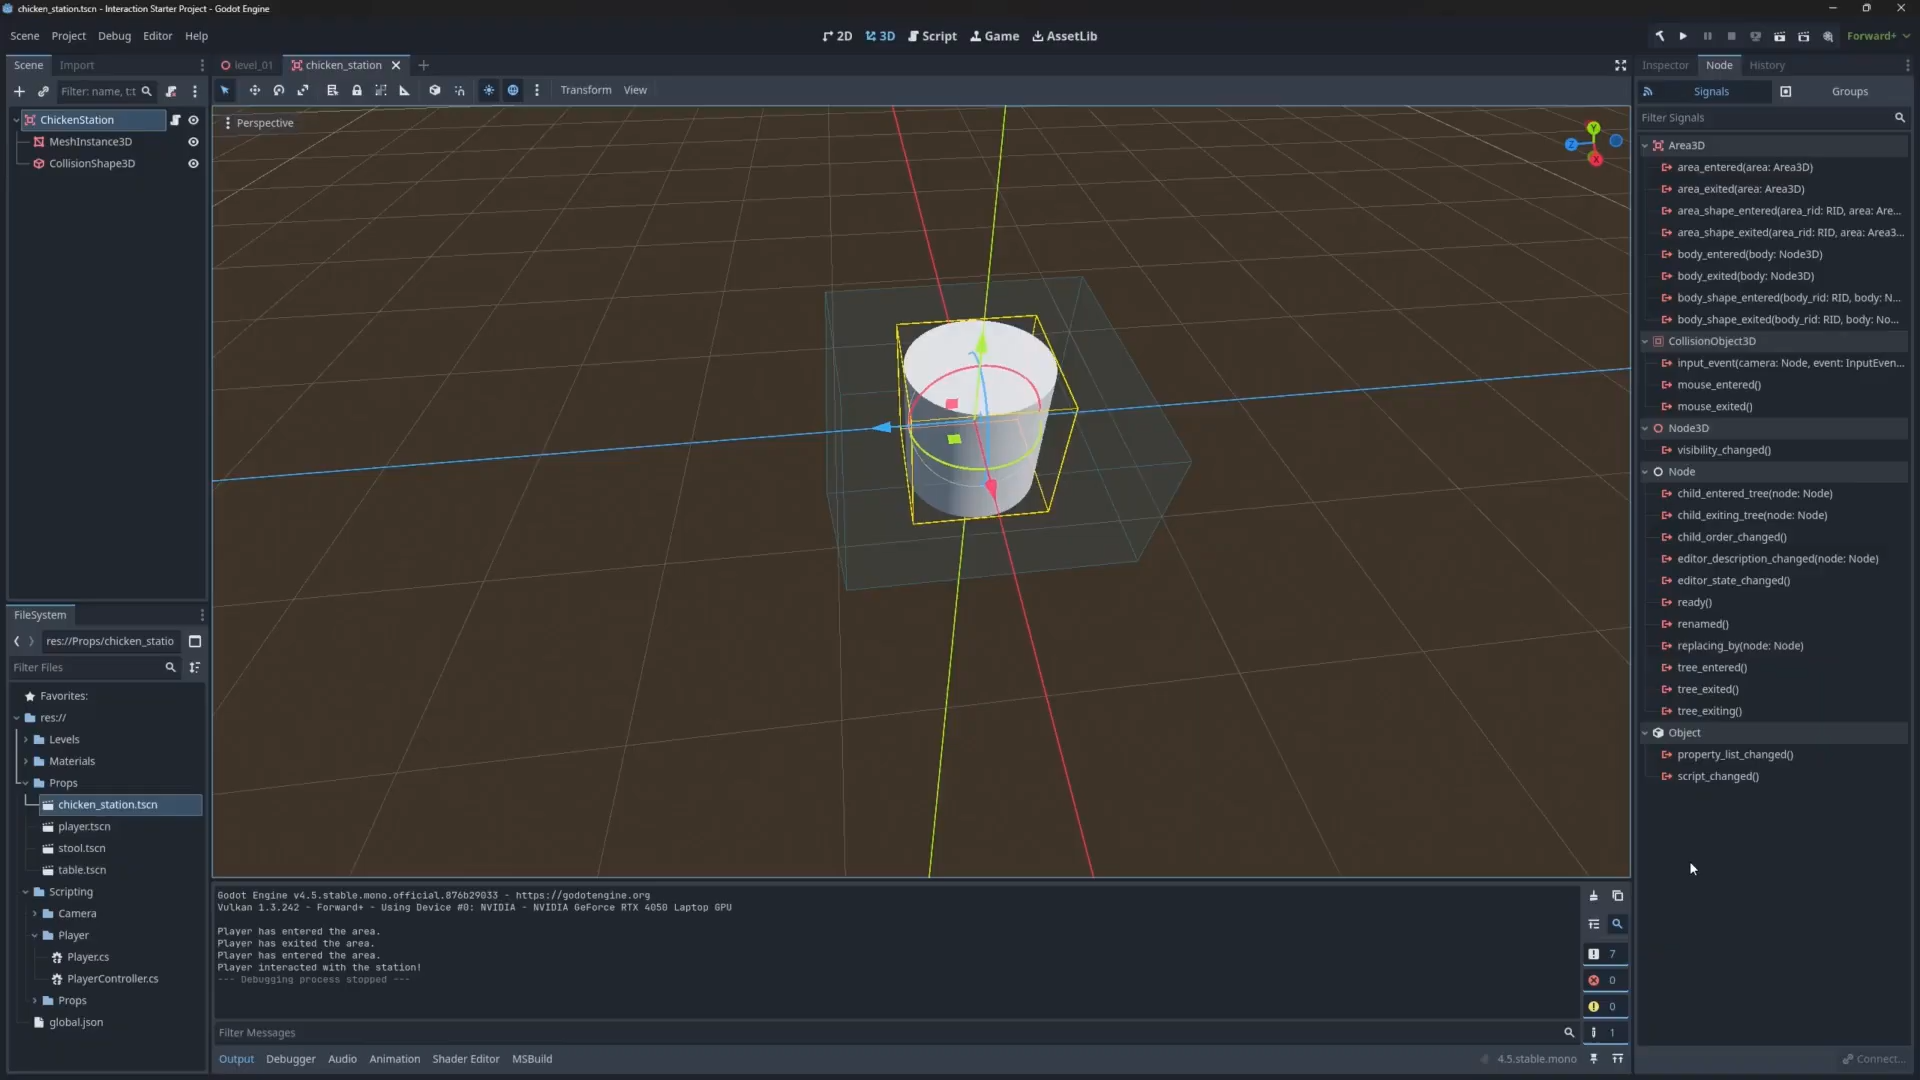 chicken_station.tscn - Interaction Starter Project - Godot Engine
Scene Project Debug Editor Help
2D 3D Script Game AssetLib
Forward+
Scene Import
level_01 chicken_station
Inspector Node History
Filter: name, t:t
Transform View
Signals Groups
Filter Signals
ChickenStation
MeshInstance3D
CollisionShape3D
Perspective
Y
Z
X
Area3D
area_entered(area: Area3D)
area_exited(area: Area3D)
area_shape_entered(area_rid: RID, area: Are...
area_shape_exited(area_rid: RID, area: Area3...
body_entered(body: Node3D)
body_exited(body: Node3D)
body_shape_entered(body_rid: RID, body: N...
body_shape_exited(body_rid: RID, body: No...
CollisionObject3D
input_event(camera: Node, event: InputEven...
mouse_entered()
mouse_exited()
Node3D
visibility_changed()
Node
child_entered_tree(node: Node)
child_exiting_tree(node: Node)
child_order_changed()
editor_description_changed(node: Node)
editor_state_changed()
ready()
renamed()
replacing_by(node: Node)
tree_entered()
tree_exited()
tree_exiting()
Object
property_list_changed()
script_changed()
FileSystem
res://Props/chicken_statio
Filter Files
Favorites:
res://
Levels
Materials
Props
chicken_station.tscn
player.tscn
stool.tscn
table.tscn
Scripting
Camera
Player
Player.cs
PlayerController.cs
Props
global.json
Godot Engine v4.5.stable.mono.official.876b29033 - https://godotengine.org
Vulkan 1.3.242 - Forward+ - Using Device #0: NVIDIA - NVIDIA GeForce RTX 4050 Laptop GPU
Player has entered the area.
Player has exited the area.
Player has entered the area.
Player interacted with the station!
--- Debugging process stopped ---
7
0
0
1
Filter Messages
Output Debugger Audio Animation Shader Editor MSBuild
4.5.stable.mono
Connect...